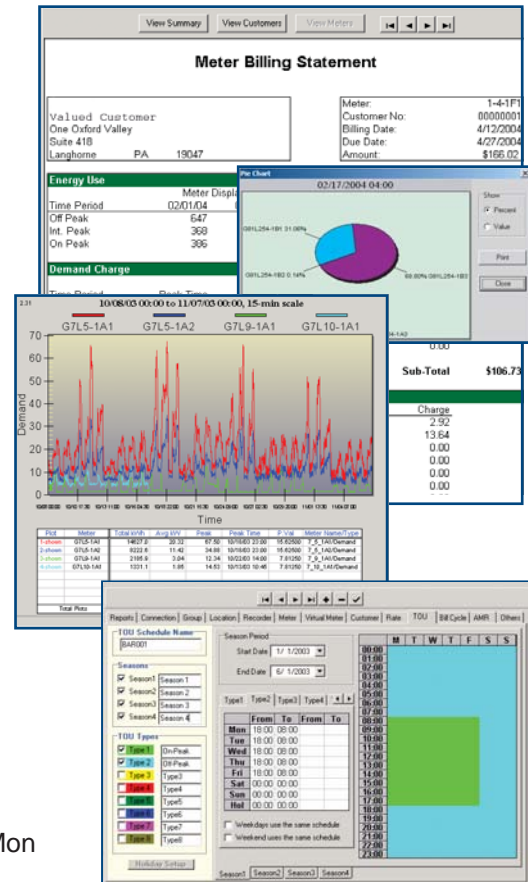 View Summary View Customers View Meters
Meter Billing Statement
Valued Customer
One Oxford Valley
Suite 418
Langhorne PA 19047
Meter: 1-4-1F1
Customer No: 00000001
Billing Date: 4/12/2004
Due Date: 4/27/2004
Amount: $166.02
Energy Use
Time Period 02/01/04
Off Peak 647
Int. Peak 368
On Peak 386
Demand Charge
Pie Chart
02/17/2004 04:00
Show
Percent
Value
Print
Close
0.00
Sub-Total $106.73
Charge
2.92
13.64
0.00
0.00
0.00
0.00
2.31 10/08/03 00:00 to 11/07/03 00:00, 15-min scale
G7L5-1A1 G7L5-1A2 G7L9-1A1 G7L10-1A1
70
60
50
40
30
20
10
0
Demand
Time
Plot Meter Total kWh Avg kW Peak Peak Time P.Val Meter Name/Type
Total Plots
Reports Connection Group Location Recorder Meter Virtual Meter Customer Rate TOU Bill Cycle AMR Others
TOU Schedule Name
BAR001
Seasons
Season1 Season 1
Season2 Season 2
Season3 Season 3
Season4 Season 4
TOU Types
Type 1 On-Peak
Type 2 Off-Peak
Type 3 Type3
Type 4 Type4
Type5
Type6
Type7
Type8
Holiday Setup
Season Period
Start Date 1/ 1/2003
End Date 6/ 1/2003
Type1 Type2 Type3 Type4
From To From To
Mon 18:00 08:00
Tue 18:00 08:00
Wed 18:00 08:00
Thu 18:00 08:00
Fri 18:00 08:00
Sat 00:00 00:00
Sun 00:00 00:00
Hol 00:00 00:00
Weekdays use the same schedule
Weekend uses the same schedule
Season1 Season2 Season3 Season4
M T W T F S S
00:00
01:00
02:00
03:00
04:00
05:00
06:00
07:00
08:00
09:00
10:00
11:00
12:00
13:00
14:00
15:00
16:00
17:00
18:00
19:00
20:00
21:00
22:00
23:00
Mon